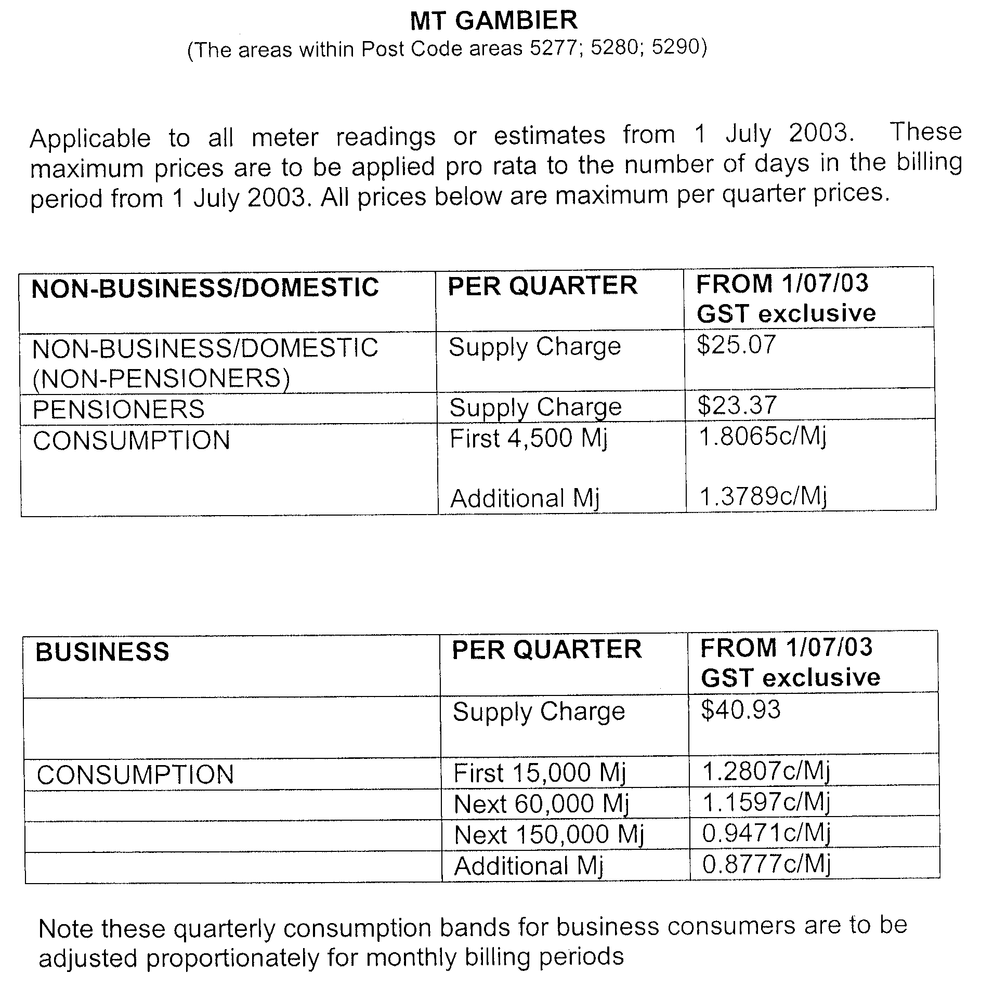 MT GAMBIER
(The areas within Post Code areas 5277; 5280; 5290)
Applicable to all meter readings or estimates from 1 July 2003. These
maximum prices are to be applied pro rata to the number of days in the billing
period from 1 July 2003. All prices below are maximum per quarter prices.
NON-BUSINESS/DOMESTIC PER QUARTER FROM 1/07/03
GST exclusive
NON-BUSINESS/DOMESTIC Supply Charge $25.07
(NON-PENSIONERS)
PENSIONERS Supply Charge $23.37
CONSUMPTION First 4,500 Mj 1.8065c/Mj
Additional Mj 1.3789c/Mj
BUSINESS PER QUARTER FROM 1/07/03
GST exclusive
Supply Charge $40.93
CONSUMPTION First 15,000 Mj 1.2807c/Mj
Next 60,000 Mj 1.1597c/Mj
Next 150,000 Mj 0.9471c/Mj
Additional Mj 0.8777c/Mj
Note these quarterly consumption bands for business consumers are to be
adjusted proportionately for monthly billing periods